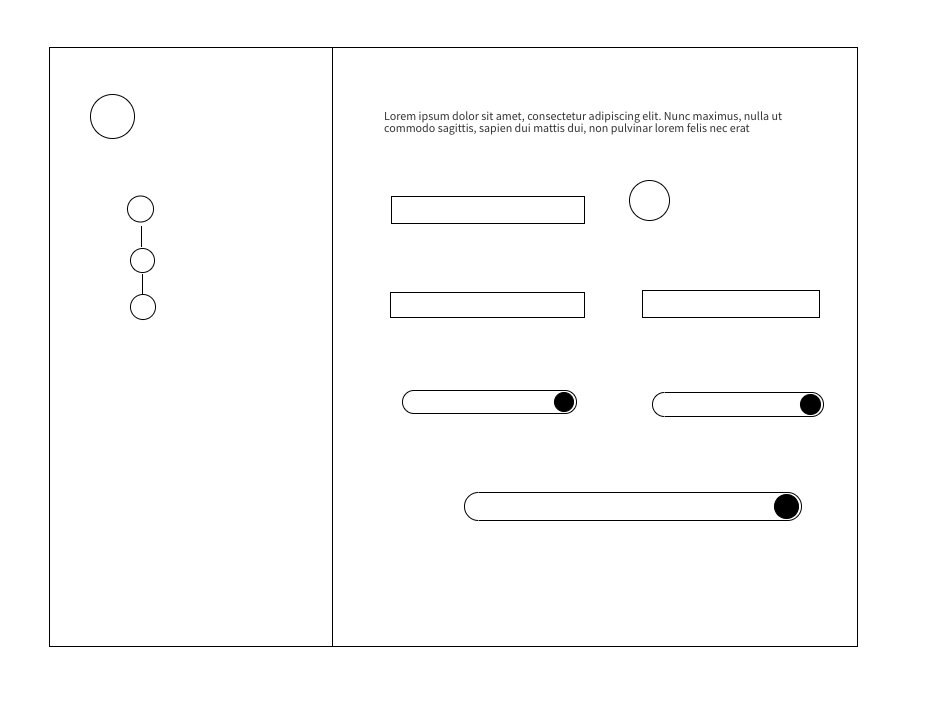 Lorem ipsum dolor sit amet, consectetur adipiscing elit. Nunc maximus, nulla ut
commodo sagittis, sapien dui mattis dui, non pulvinar lorem felis nec erat